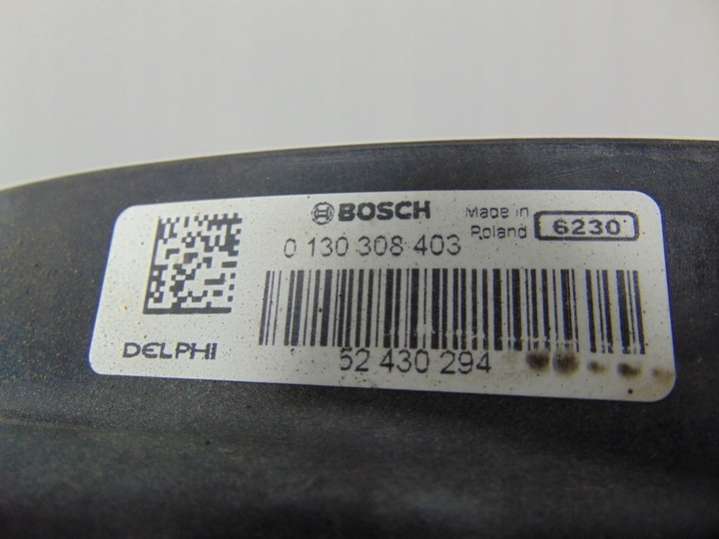 BOSCH
Made in
Poland
6230
0 130 308 403
DELPHI
52 430 294